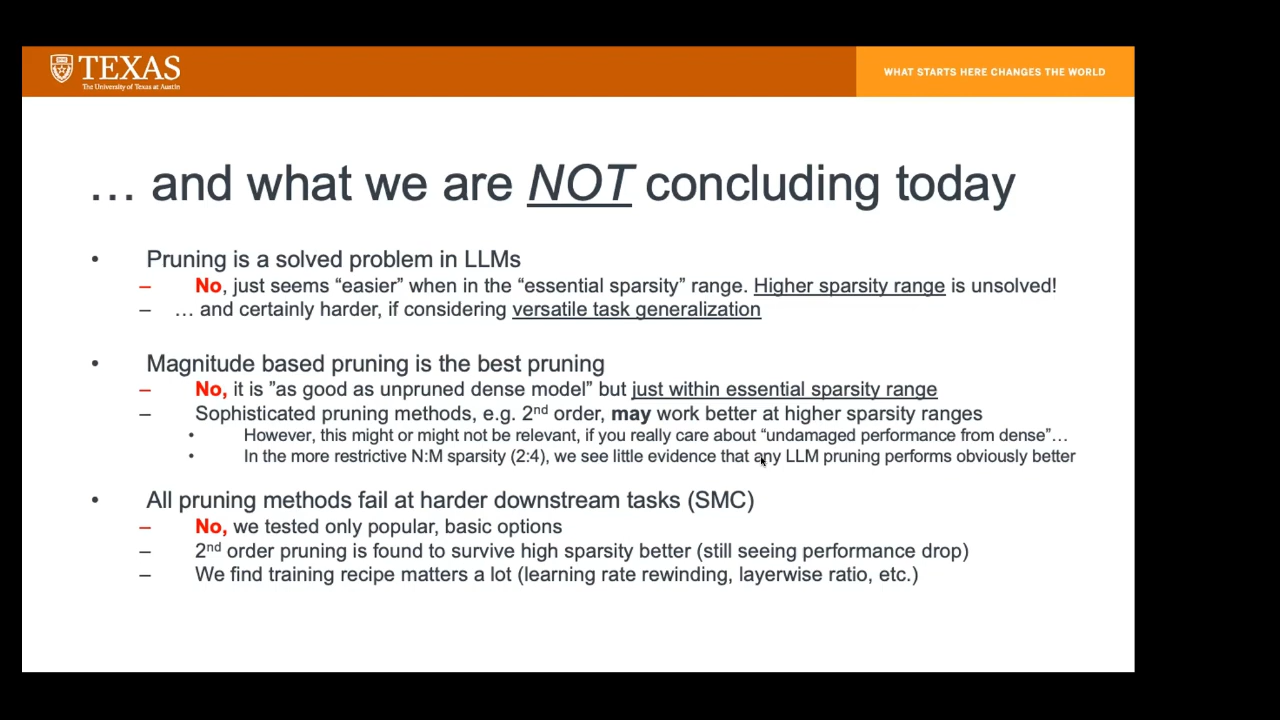 TEXAS
The University of Texas at Austin
WHAT STARTS HERE CHANGES THE WORLD
… and what we are NOT concluding today
• Pruning is a solved problem in LLMs
– No, just seems “easier” when in the “essential sparsity” range. Higher sparsity range is unsolved!
– … and certainly harder, if considering versatile task generalization
• Magnitude based pruning is the best pruning
– No, it is ”as good as unpruned dense model” but just within essential sparsity range
– Sophisticated pruning methods, e.g. 2nd order, may work better at higher sparsity ranges
• However, this might or might not be relevant, if you really care about “undamaged performance from dense”…
• In the more restrictive N:M sparsity (2:4), we see little evidence that any LLM pruning performs obviously better
• All pruning methods fail at harder downstream tasks (SMC)
– No, we tested only popular, basic options
– 2nd order pruning is found to survive high sparsity better (still seeing performance drop)
– We find training recipe matters a lot (learning rate rewinding, layerwise ratio, etc.)